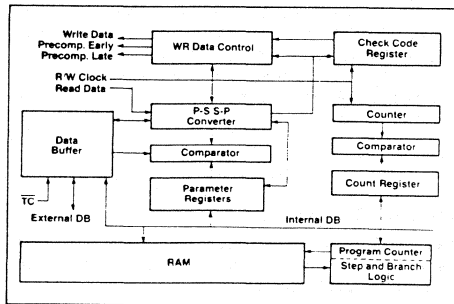 Write Data
Precomp. Early
Precomp. Late
WR Data Control
Check Code
Register
R/W Clock
Read Data
P-S S-P
Converter
Counter
Data
Buffer
Comparator
Comparator
Parameter
Registers
Count Register
TC
External DB
Internal DB
RAM
Program Counter
Step and Branch
Logic